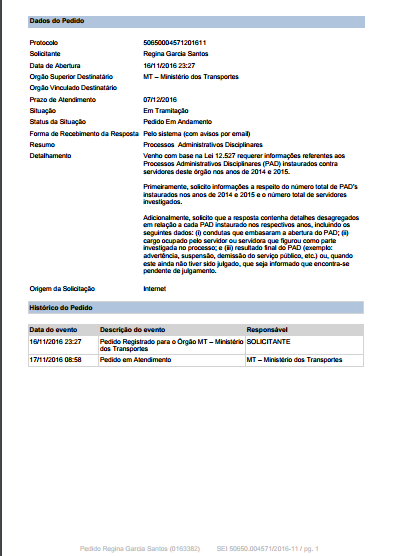 Dados do Pedido
Protocolo 50650004571201611
Solicitante Regina Garcia Santos
Data de Abertura 16/11/2016 23:27
Orgão Superior Destinatário MT – Ministério dos Transportes
Orgão Vinculado Destinatário
Prazo de Atendimento 07/12/2016
Situação Em Tramitação
Status da Situação Pedido Em Andamento
Forma de Recebimento da Resposta Pelo sistema (com avisos por email)
Resumo Processos Administrativos Disciplinares
Detalhamento Venho com base na Lei 12.527 requerer informações referentes aos
Processos Administrativos Disciplinares (PAD) instaurados contra
servidores deste órgão nos anos de 2014 e 2015.
Primeiramente, solicito informações a respeito do número total de PAD's
instaurados nos anos de 2014 e 2015 e o número total de servidores
investigados.
Adicionalmente, solicito que a resposta contenha detalhes desagregados
em relação a cada PAD instaurado nos respectivos anos, incluindo os
seguintes dados: (i) condutas que embasaram a abertura do PAD; (ii)
cargo ocupado pelo servidor ou servidora que figurou como parte
investigada no processo; e (iii) resultado final do PAD (exemplo:
advertência, suspensão, demissão do serviço público, etc.) ou, quando
este ainda não tiver sido julgado, que seja informado que encontra-se
pendente de julgamento.
Origem da Solicitação Internet
Histórico do Pedido
Data do evento Descrição do evento Responsável
16/11/2016 23:27 Pedido Registrado para o Órgão MT – Ministério SOLICITANTE
dos Transportes
17/11/2016 08:58 Pedido em Atendimento MT – Ministério dos Transportes
Pedido Regina Garcia Santos (0163382) SEI 50650.004571/2016-11 / pg. 1